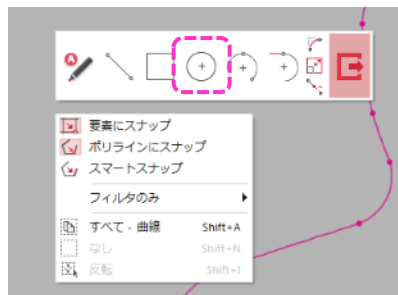 A
要素にスナップ
ポリラインにスナップ
スマートスナップ
フィルタのみ
すべて - 曲線 Shift+A
なし Shift+N
反転 Shift+I